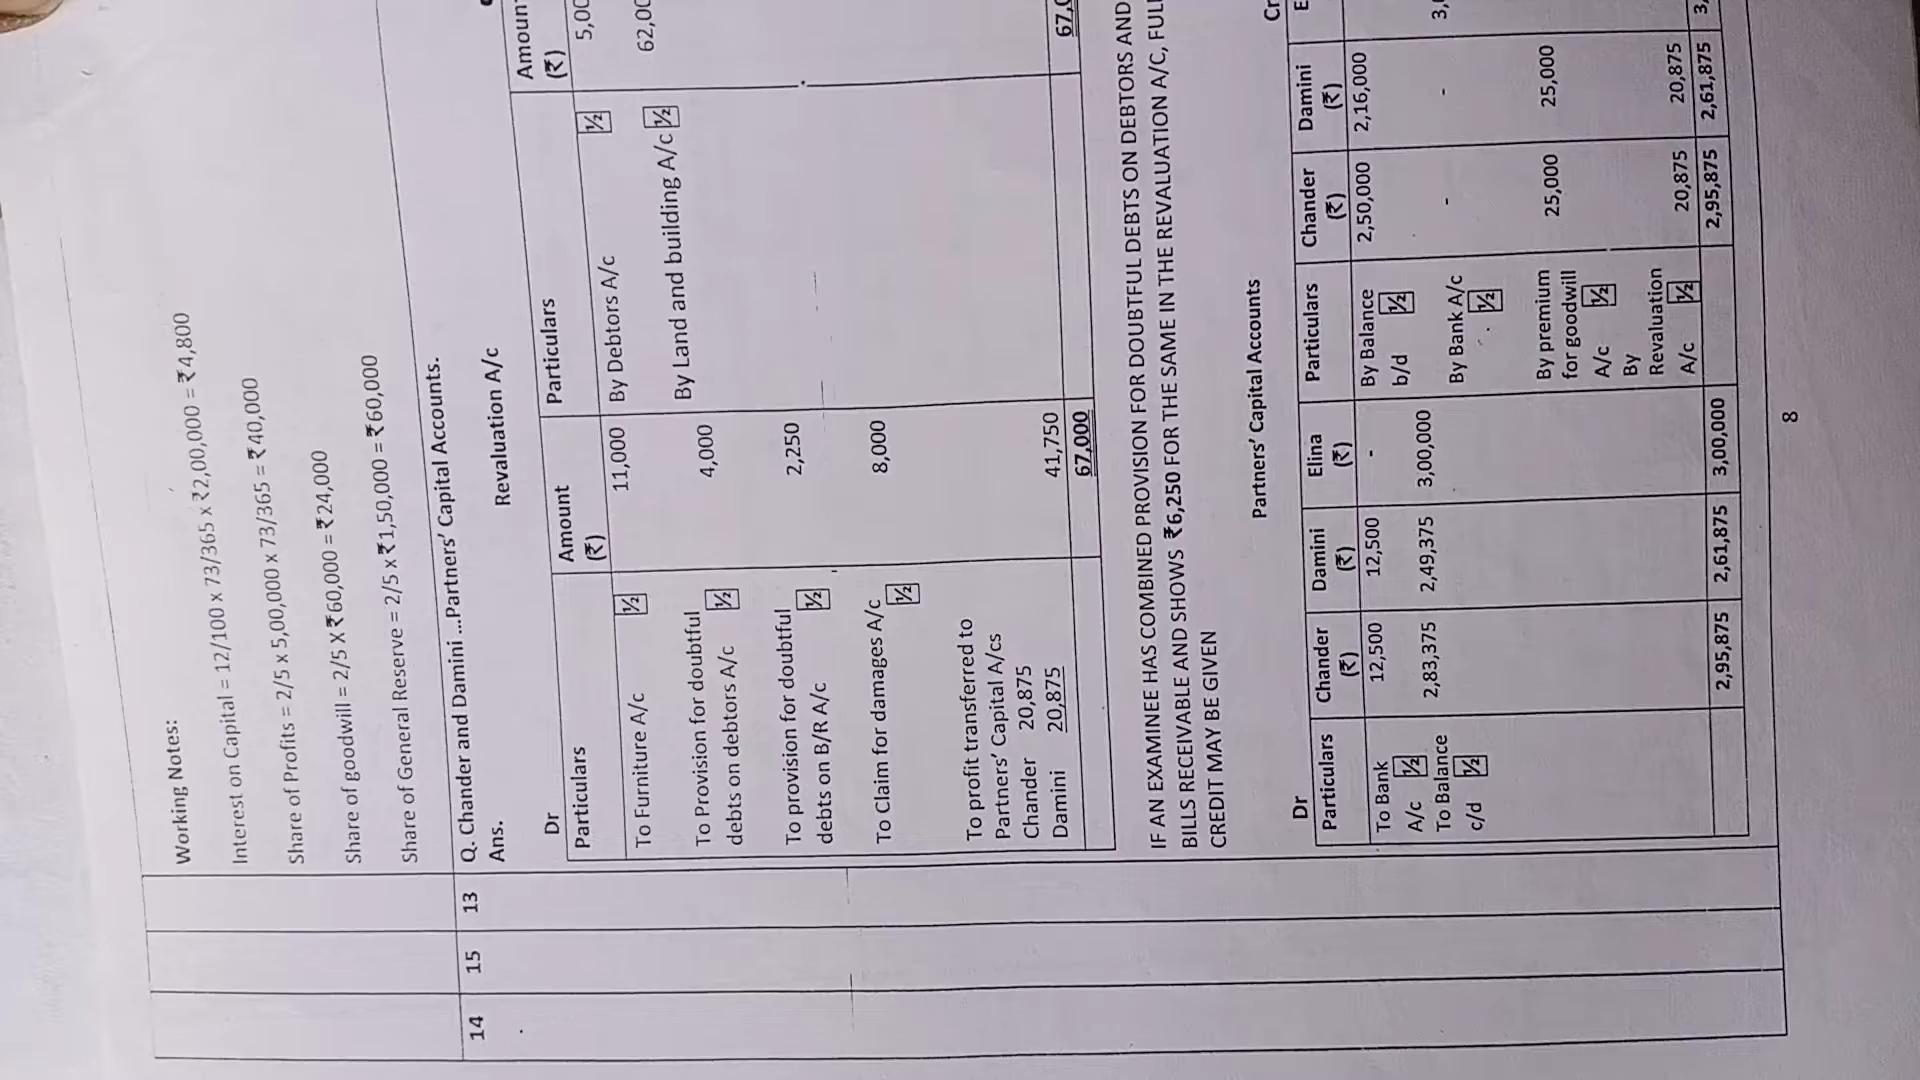 Working Notes:
Interest on Capital = 12/100 x 73/365 x ₹2,00,000 = ₹4,800
Share of Profits = 2/5 x 5,00,000 x 73/365 = ₹40,000
Share of goodwill = 2/5 X ₹60,000 = ₹24,000
Share of General Reserve = 2/5 x ₹1,50,000 = ₹60,000
14 15 13 Q. Chander and Damini ...Partners' Capital Accounts.
Ans.
Revaluation A/c
Dr
Particulars Amount (₹) Particulars Amount (₹)
To Furniture A/c ½ 11,000 By Debtors A/c ½
To Provision for doubtful
debts on debtors A/c ½ 4,000 By Land and building A/c ½
To provision for doubtful
debts on B/R A/c ½ 2,250
To Claim for damages A/c ½ 8,000
To profit transferred to
Partners' Capital A/cs
Chander 20,875
Damini 20,875 41,750
67,000
IF AN EXAMINEE HAS COMBINED PROVISION FOR DOUBTFUL DEBTS ON DEBTORS AND
BILLS RECEIVABLE AND SHOWS ₹6,250 FOR THE SAME IN THE REVALUATION A/C, FULL
CREDIT MAY BE GIVEN
Partners' Capital Accounts
Dr Cr
Particulars Chander (₹) Damini (₹) Elina (₹) Particulars Chander (₹) Damini (₹)
To Bank A/c ½ 12,500 12,500 - By Balance b/d ½ 2,50,000 2,16,000
To Balance c/d ½ 2,83,375 2,49,375 3,00,000 By Bank A/c ½ - -
By premium for goodwill A/c ½ 25,000 25,000
By Revaluation A/c ½ 20,875 20,875
2,95,875 2,61,875 3,00,000 2,95,875 2,61,875
8